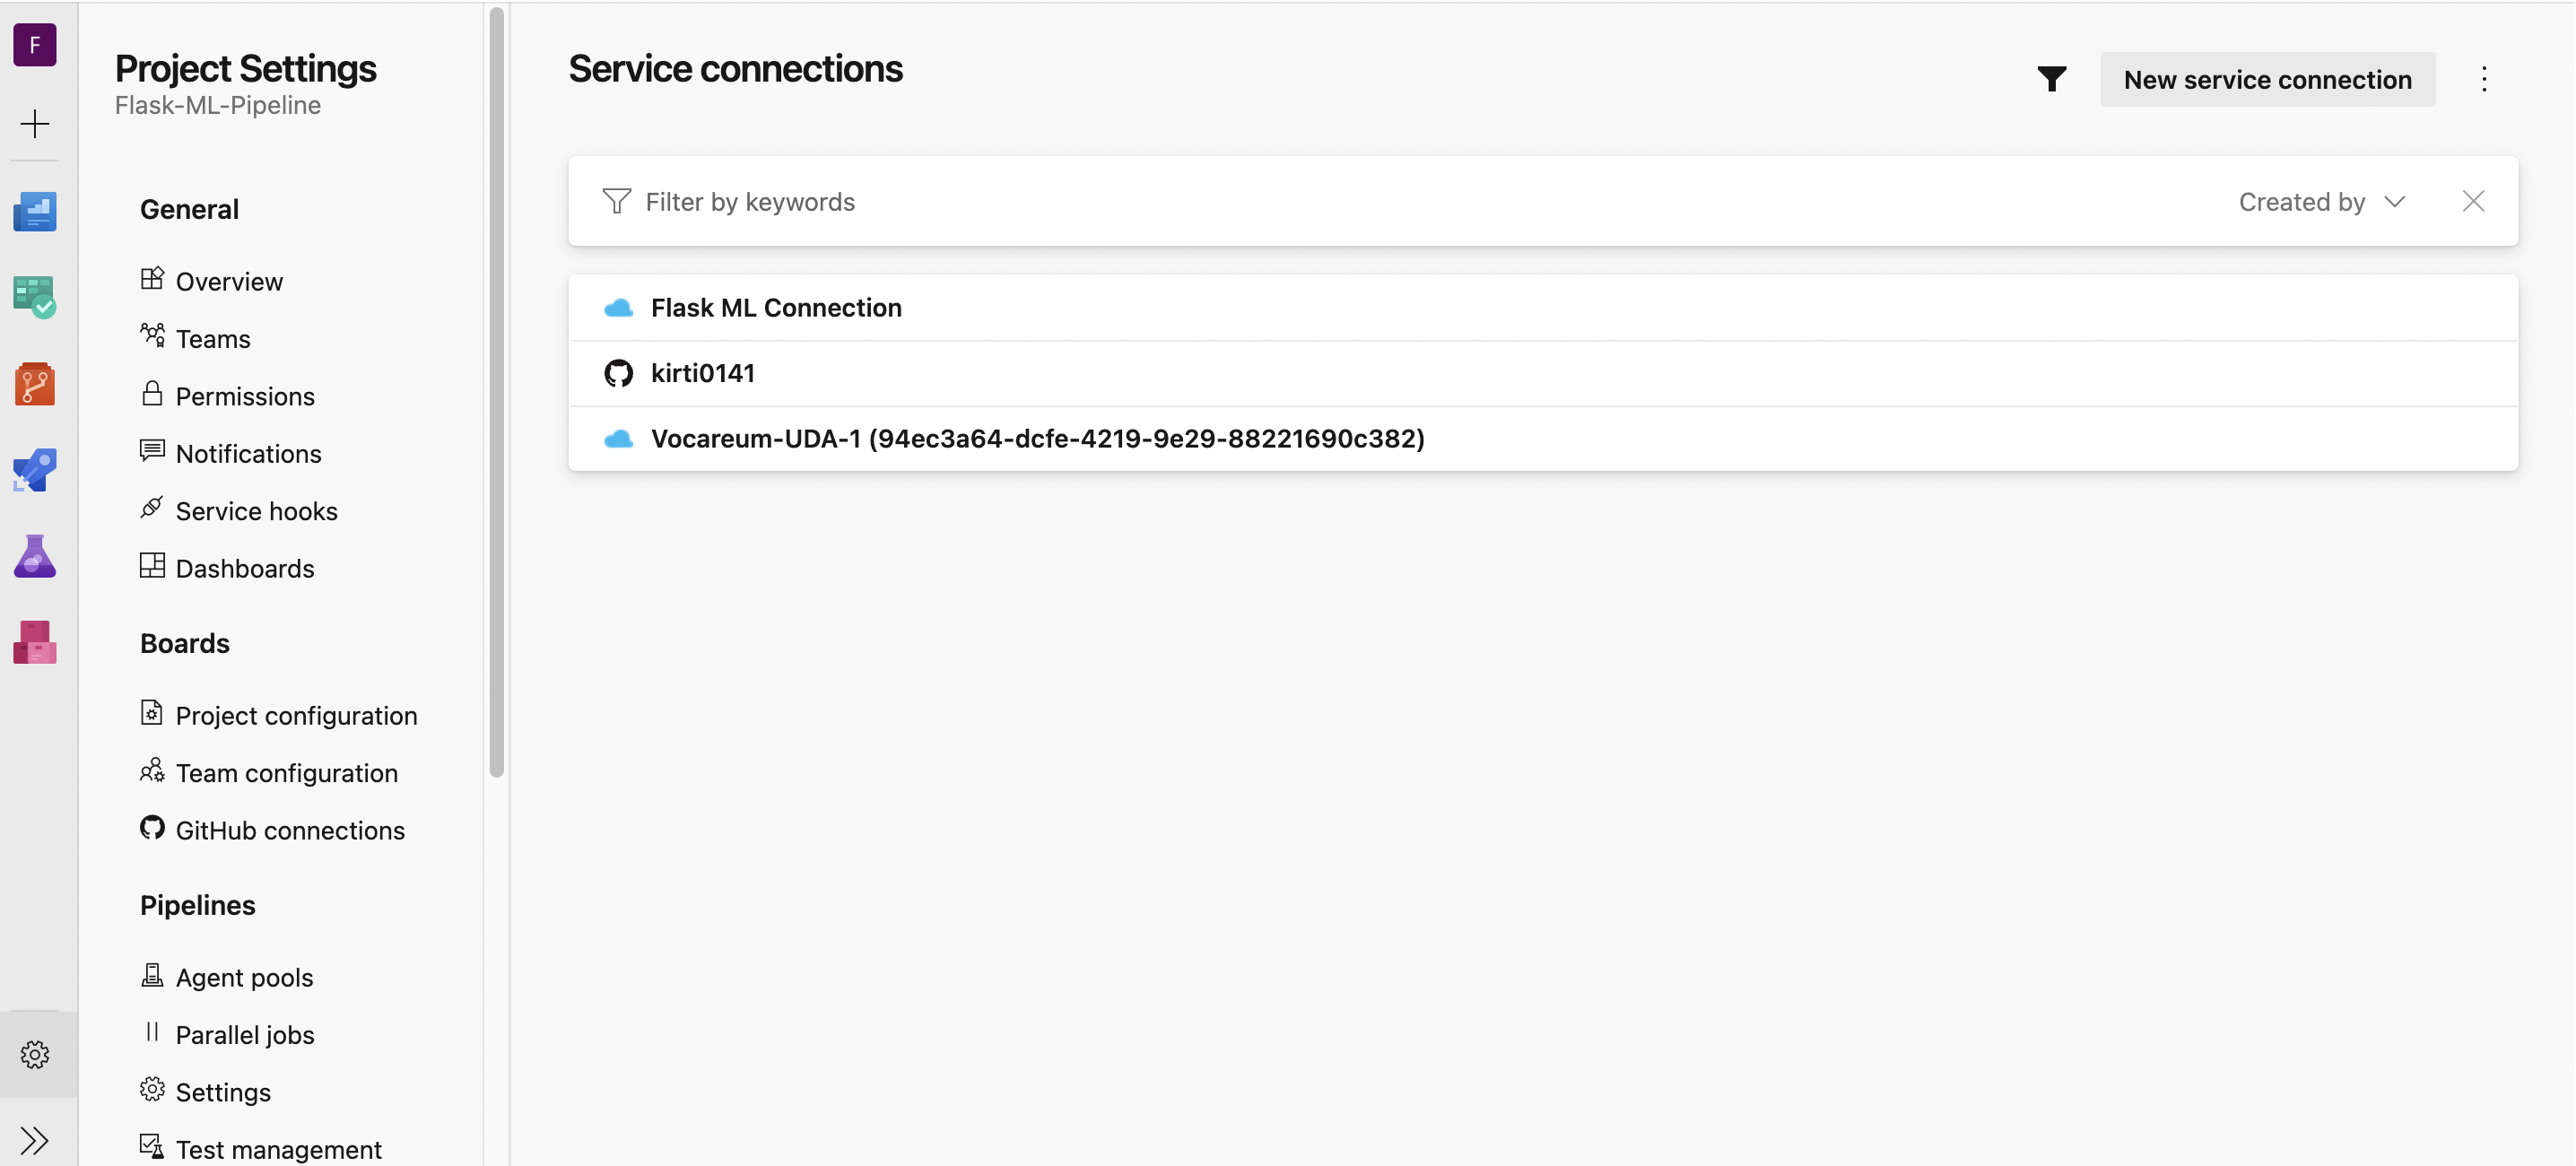 F
Project Settings
Flask-ML-Pipeline
General
Overview
Teams
Permissions
Notifications
Service hooks
Dashboards
Boards
Project configuration
Team configuration
GitHub connections
Pipelines
Agent pools
Parallel jobs
Settings
Test management
Service connections
New service connection
Filter by keywords
Created by
Flask ML Connection
kirti0141
Vocareum-UDA-1 (94ec3a64-dcfe-4219-9e29-88221690c382)